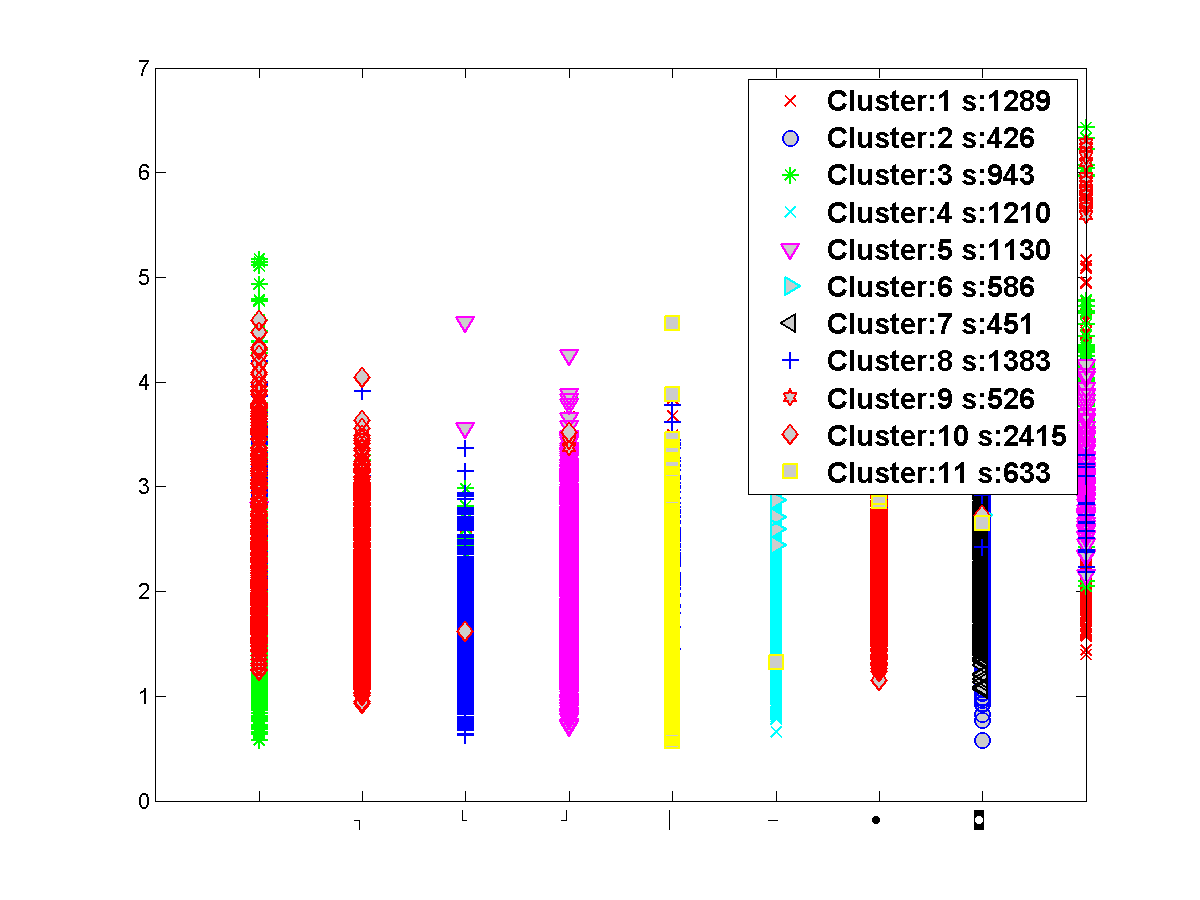 7
6
5
4
3
2
1
0
Cluster:1 s:1289
Cluster:2 s:426
Cluster:3 s:943
Cluster:4 s:1210
Cluster:5 s:1130
Cluster:6 s:586
Cluster:7 s:451
Cluster:8 s:1383
Cluster:9 s:526
Cluster:10 s:2415
Cluster:11 s:633
┐ └ ┘ │ ─ • ◘